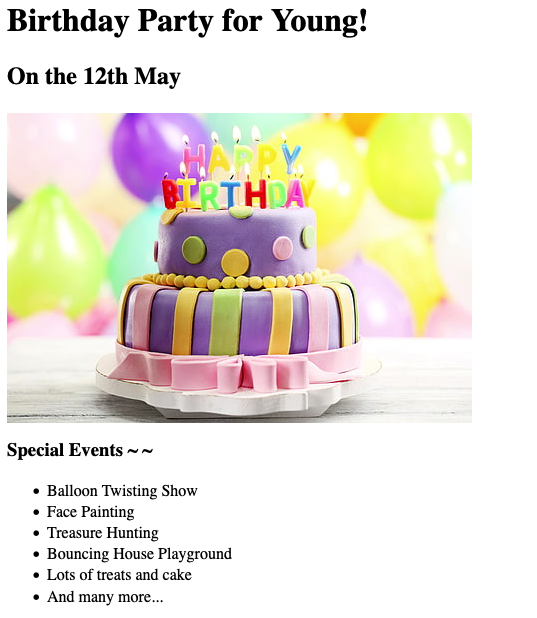 Birthday Party for Young!
On the 12th May
HAPPY
BIRTHDAY
Special Events ~~
Balloon Twisting Show
Face Painting
Treasure Hunting
Bouncing House Playground
Lots of treats and cake
And many more...